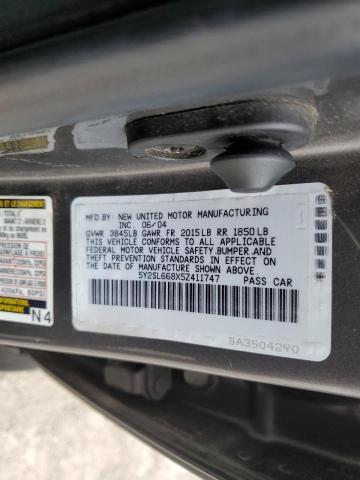 MFD.BY: NEW UNITED MOTOR MANUFACTURING
INC. 06/04
GVWR 3845LB GAWR FR 2015LB RR 1850LB
THIS VEHICLE CONFORMS TO ALL APPLICABLE
FEDERAL MOTOR VEHICLE SAFETY,BUMPER,AND
THEFT PREVENTION STANDARDS IN EFFECT ON
THE DATE OF MANUFACTURE SHOWN ABOVE.
5Y2SL668X5Z411747 PASS CAR
BA3504290
TOTAL
N4